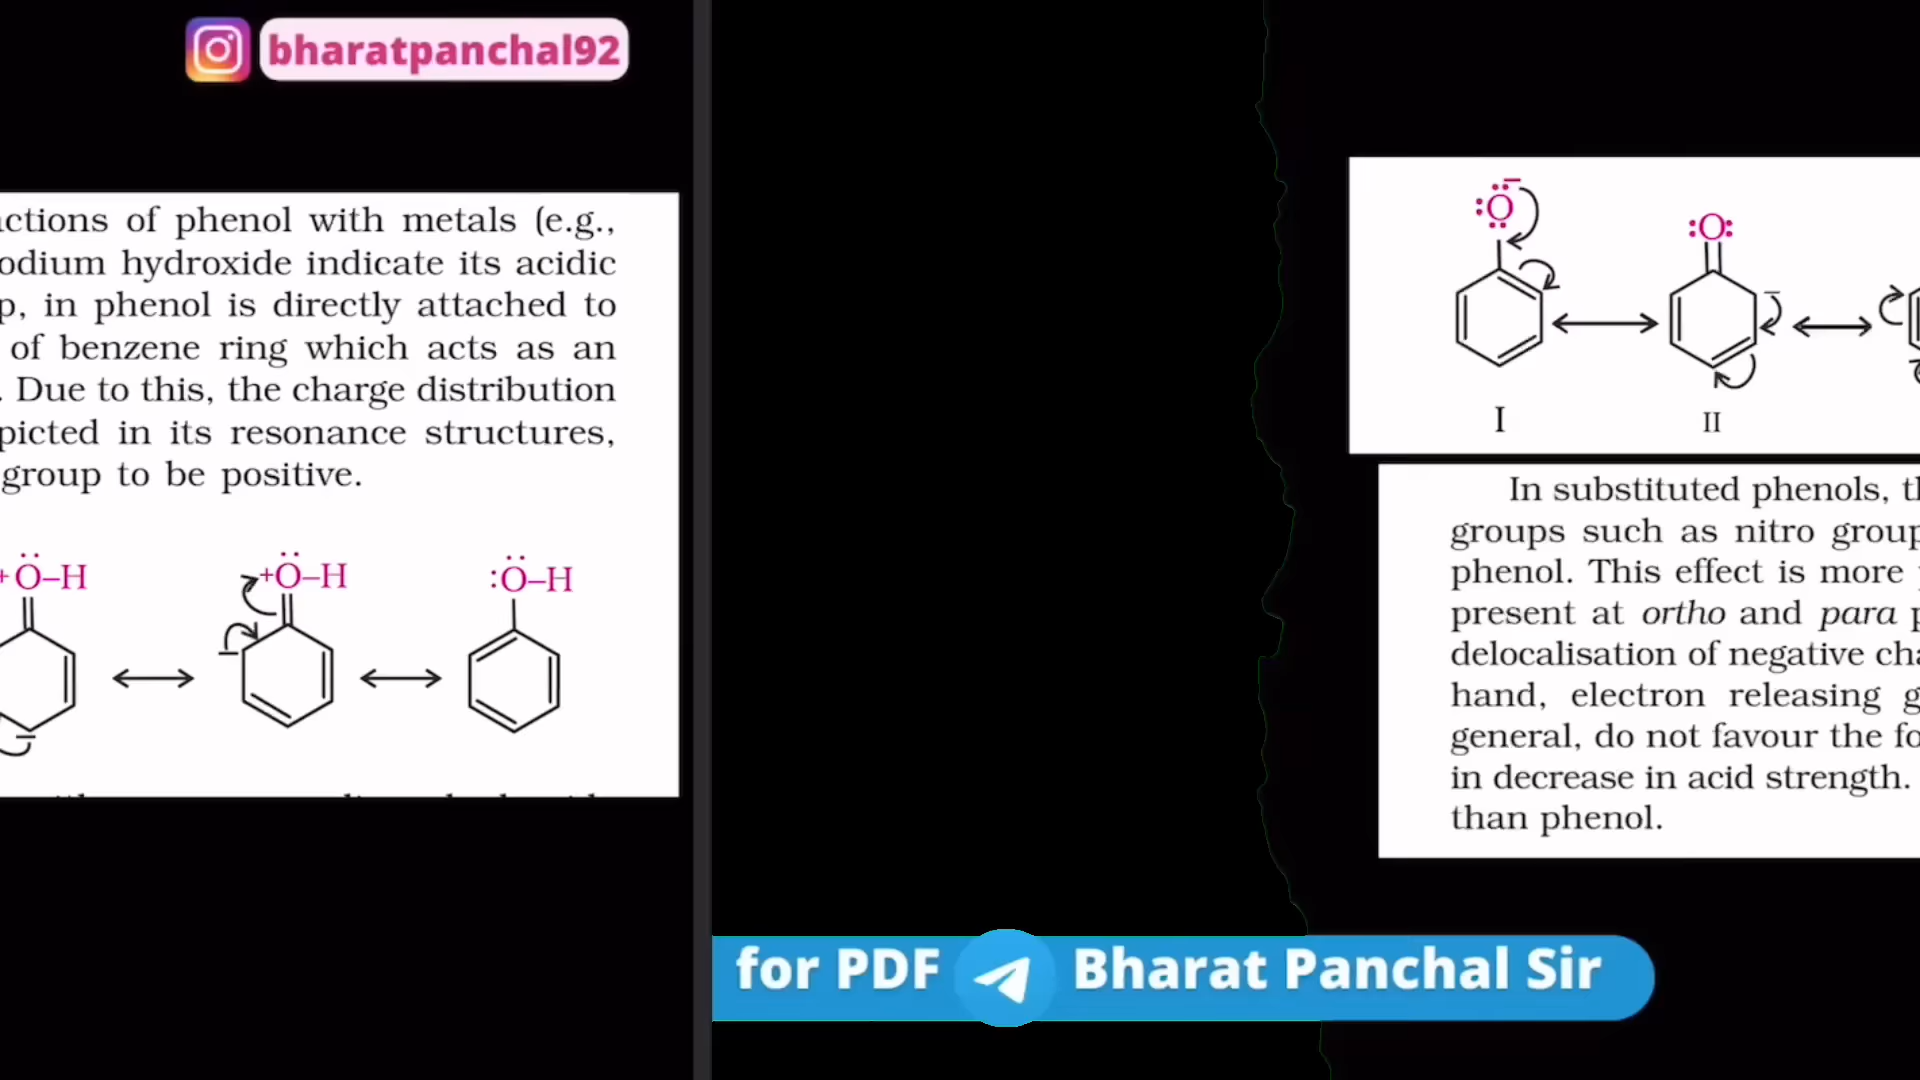 bharatpanchal92
ctions of phenol with metals (e.g.,
odium hydroxide indicate its acidic
p, in phenol is directly attached to
of benzene ring which acts as an
. Due to this, the charge distribution
picted in its resonance structures,
group to be positive.
+Ö–H
+Ö–H
:Ö–H
:O
:O:
I
II
In substituted phenols, th
groups such as nitro group
phenol. This effect is more
present at ortho and para p
delocalisation of negative cha
hand, electron releasing g
general, do not favour the fo
in decrease in acid strength.
than phenol.
for PDF Bharat Panchal Sir